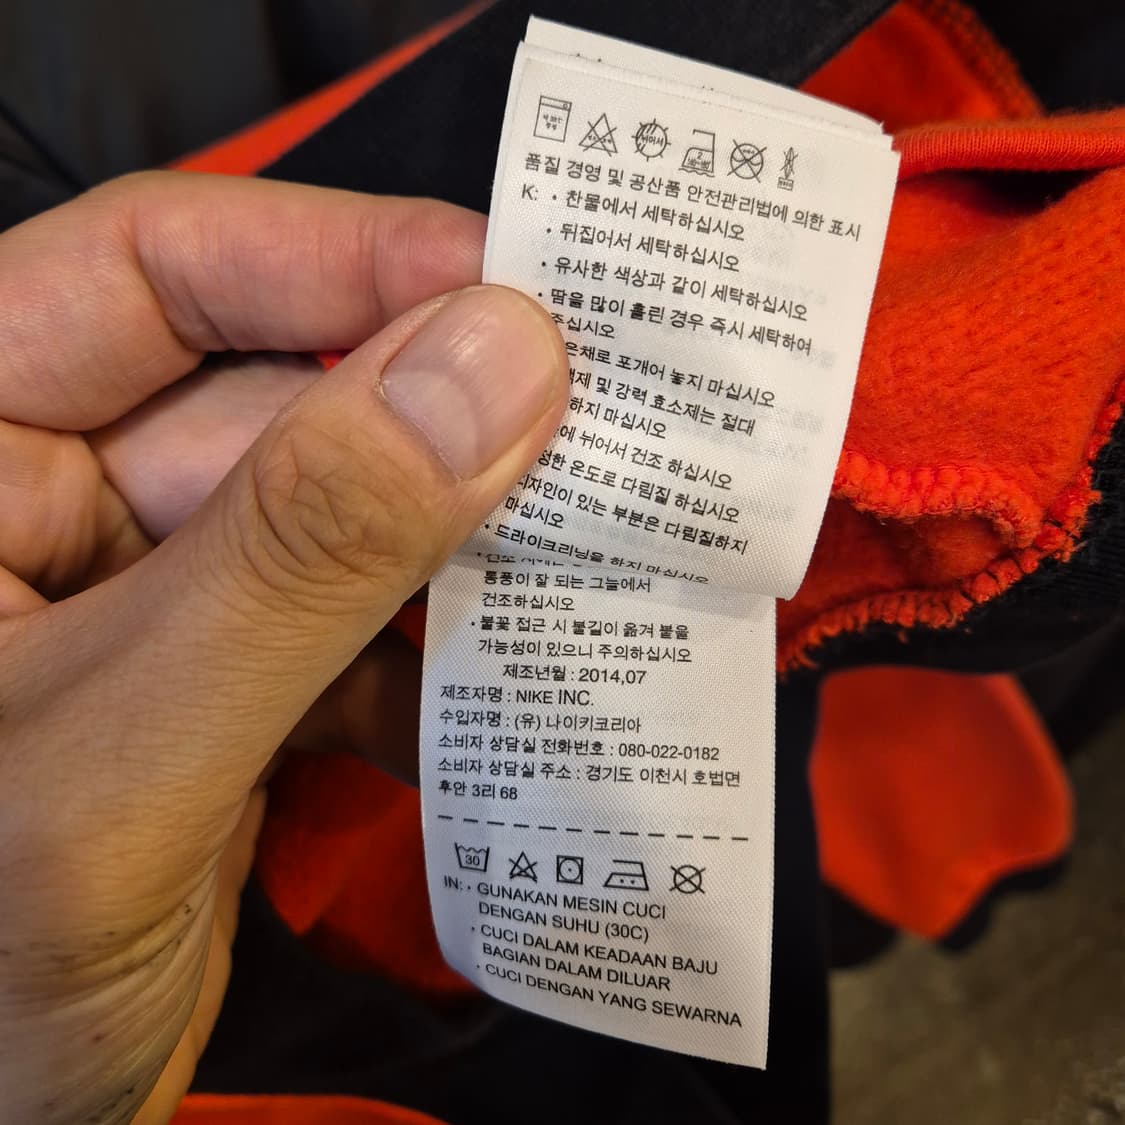 품질 경영 및 공산품 안전관리법에 의한 표시
K: • 찬물에서 세탁하십시오
• 뒤집어서 세탁하십시오
• 유사한 색상과 같이 세탁하십시오
• 땀을 많이 흘린 경우 즉시 세탁하여
주십시오
은채로 포개어 놓지 마십시오
및 강력 효소제는 절대
하지 마십시오
에 뉘어서 건조 하십시오
온도로 다림질 하십시오
디자인이 있는 부분은 다림질하지
마십시오
• 드라이크리닝을 하지 마십시오
통풍이 잘 되는 그늘에서
건조하십시오
• 불꽃 접근 시 불길이 옮겨 붙을
가능성이 있으니 주의하십시오
제조년월 : 2014,07
제조자명 : NIKE INC.
수입자명 : (유) 나이키코리아
소비자 상담실 전화번호 : 080-022-0182
소비자 상담실 주소 : 경기도 이천시 호법면
후안 3리 68
30
IN: • GUNAKAN MESIN CUCI
DENGAN SUHU (30C)
• CUCI DALAM KEADAAN BAJU
BAGIAN DALAM DILUAR
• CUCI DENGAN YANG SEWARNA